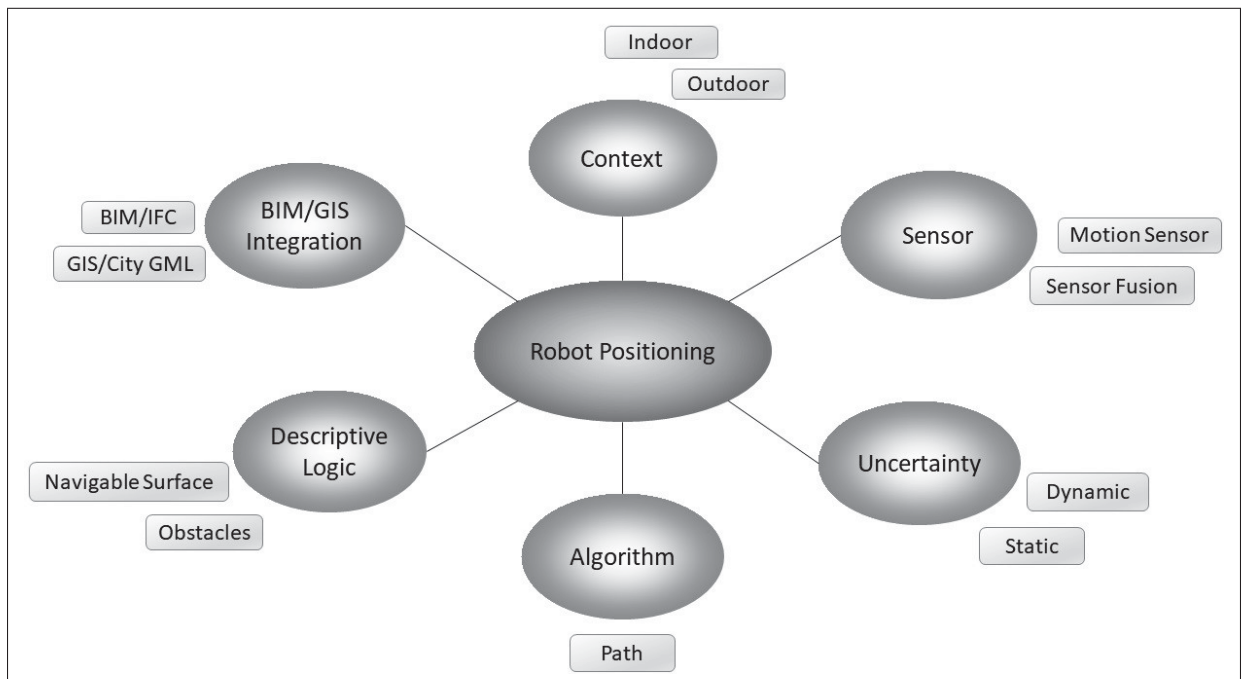 Indoor
Outdoor
Context
BIM/GIS
Integration
BIM/IFC
GIS/City GML
Sensor
Motion Sensor
Sensor Fusion
Robot Positioning
Descriptive
Logic
Navigable Surface
Obstacles
Uncertainty
Dynamic
Static
Algorithm
Path